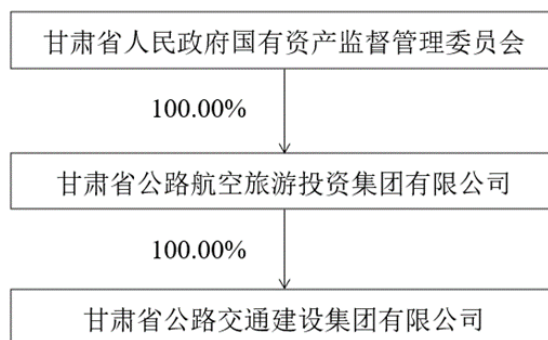 甘肃省人民政府国有资产监督管理委员会
100.00%
甘肃省公路航空旅游投资集团有限公司
100.00%
甘肃省公路交通建设集团有限公司